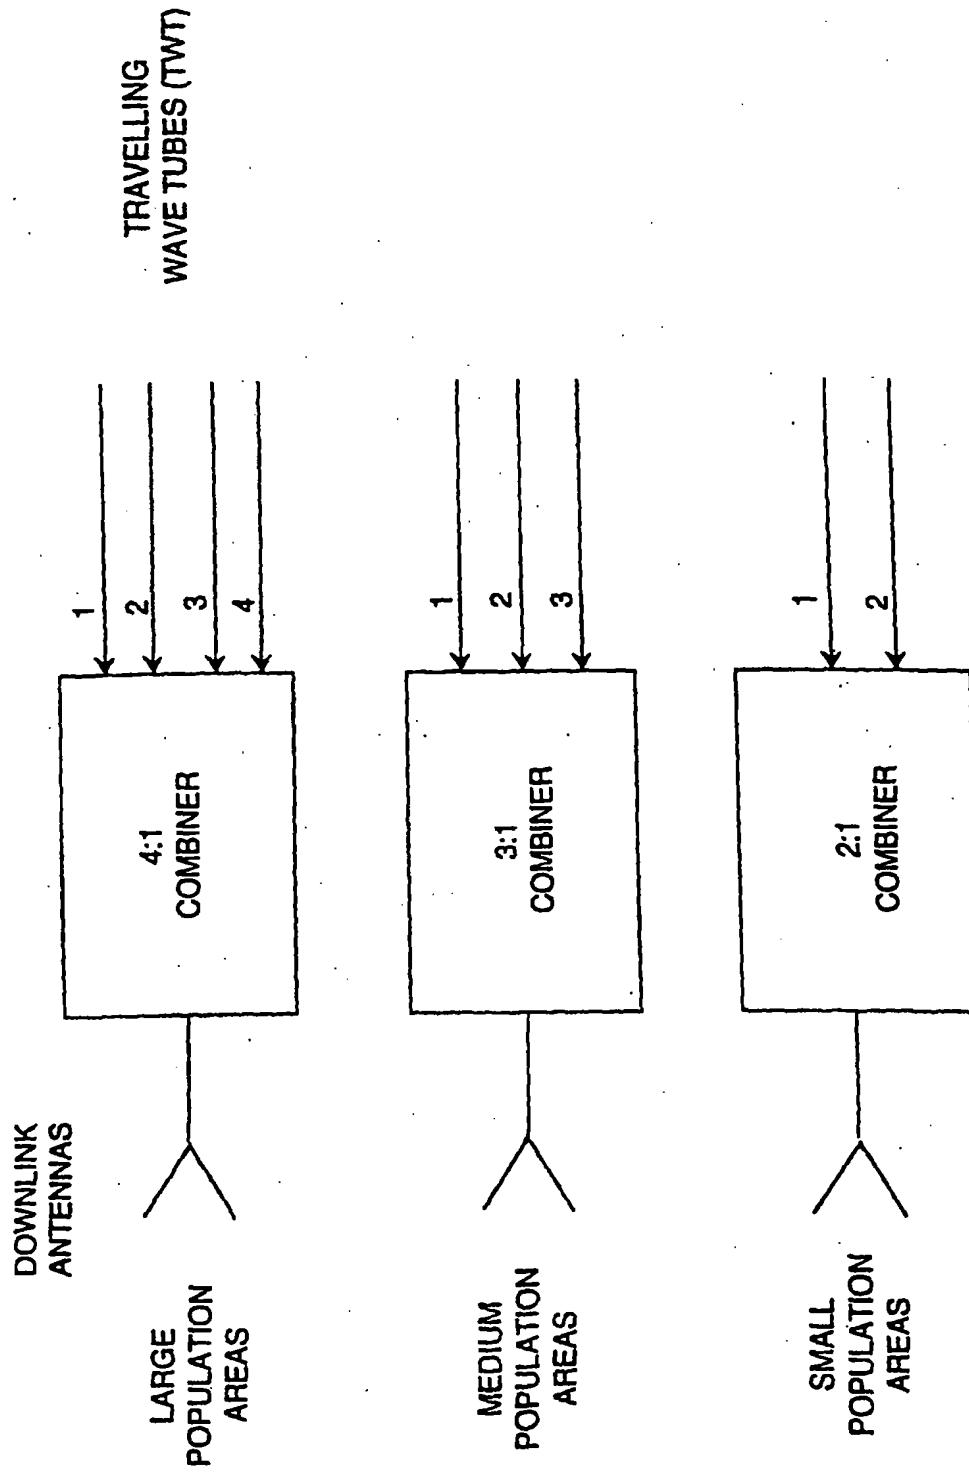 DOWNLINK
ANTENNAS
TRAVELLING
WAVE TUBES (TWT)
LARGE
POPULATION
AREAS
4:1
COMBINER
1
2
3
4
MEDIUM
POPULATION
AREAS
3:1
COMBINER
1
2
3
SMALL
POPULATION
AREAS
2:1
COMBINER
1
2